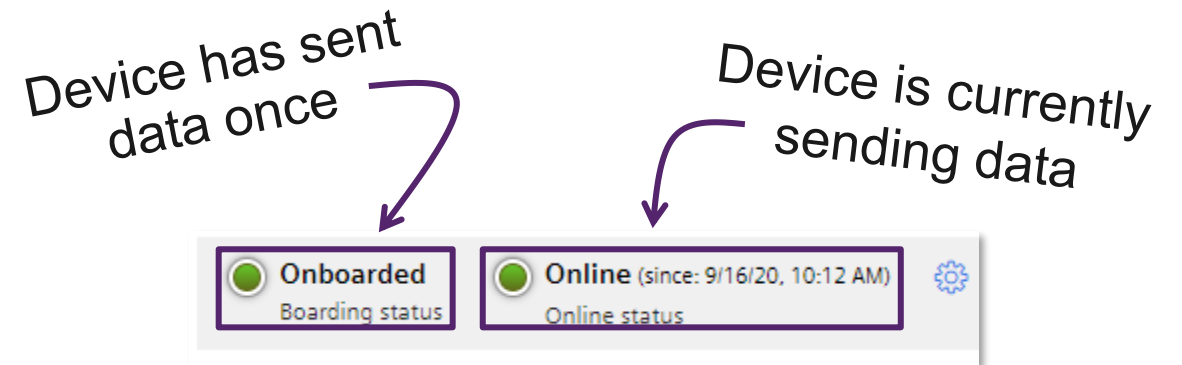 Device has sent
data once
Device is currently
sending data
Onboarded
Boarding status
Online (since: 9/16/20, 10:12 AM)
Online status